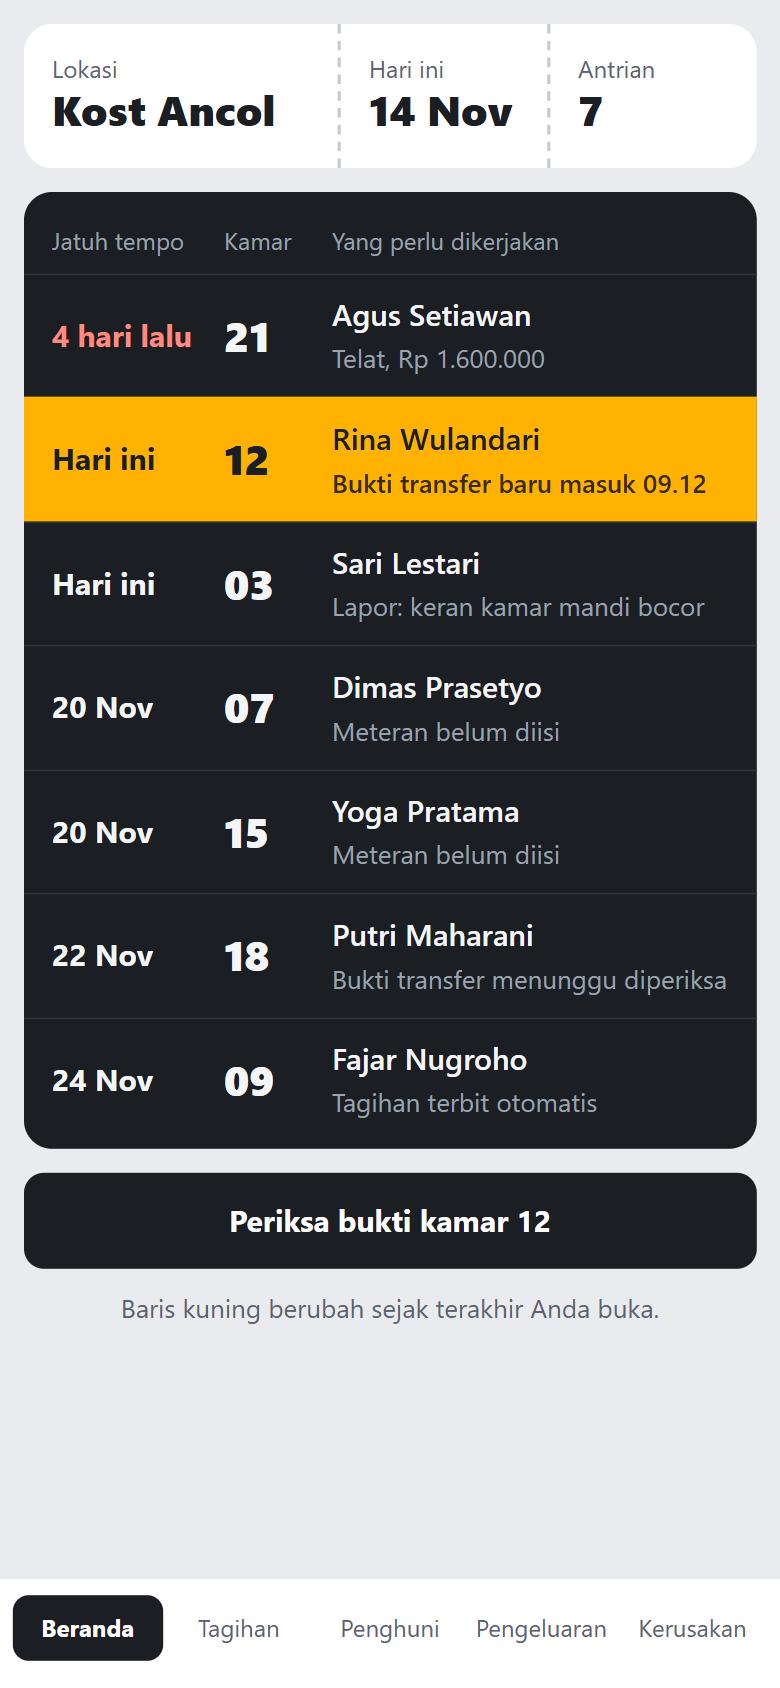 Lokasi Hari ini Antrian
Kost Ancol 14 Nov 7
Jatuh tempo Kamar Yang perlu dikerjakan
4 hari lalu 21 Agus Setiawan
Telat, Rp 1.600.000
Hari ini 12 Rina Wulandari
Bukti transfer baru masuk 09.12
Hari ini 03 Sari Lestari
Lapor: keran kamar mandi bocor
20 Nov 07 Dimas Prasetyo
Meteran belum diisi
20 Nov 15 Yoga Pratama
Meteran belum diisi
22 Nov 18 Putri Maharani
Bukti transfer menunggu diperiksa
24 Nov 09 Fajar Nugroho
Tagihan terbit otomatis
Periksa bukti kamar 12
Baris kuning berubah sejak terakhir Anda buka.
Beranda Tagihan Penghuni Pengeluaran Kerusakan